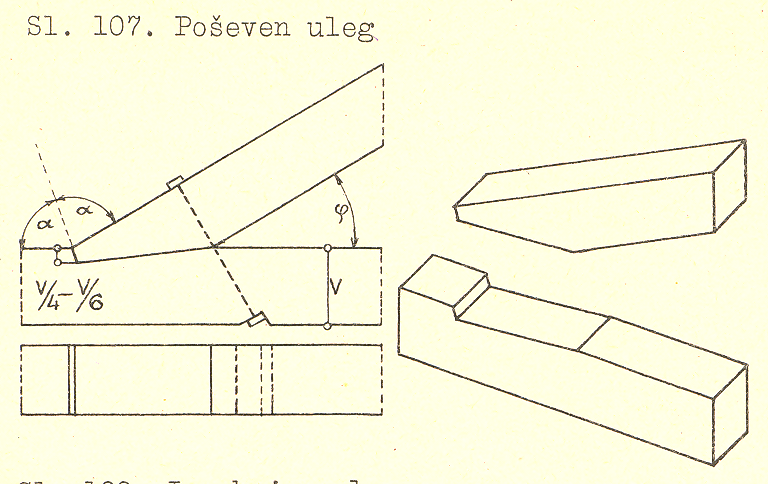 Sl. 107. Poševen uleg
α
α
φ
V/4-V/6
V